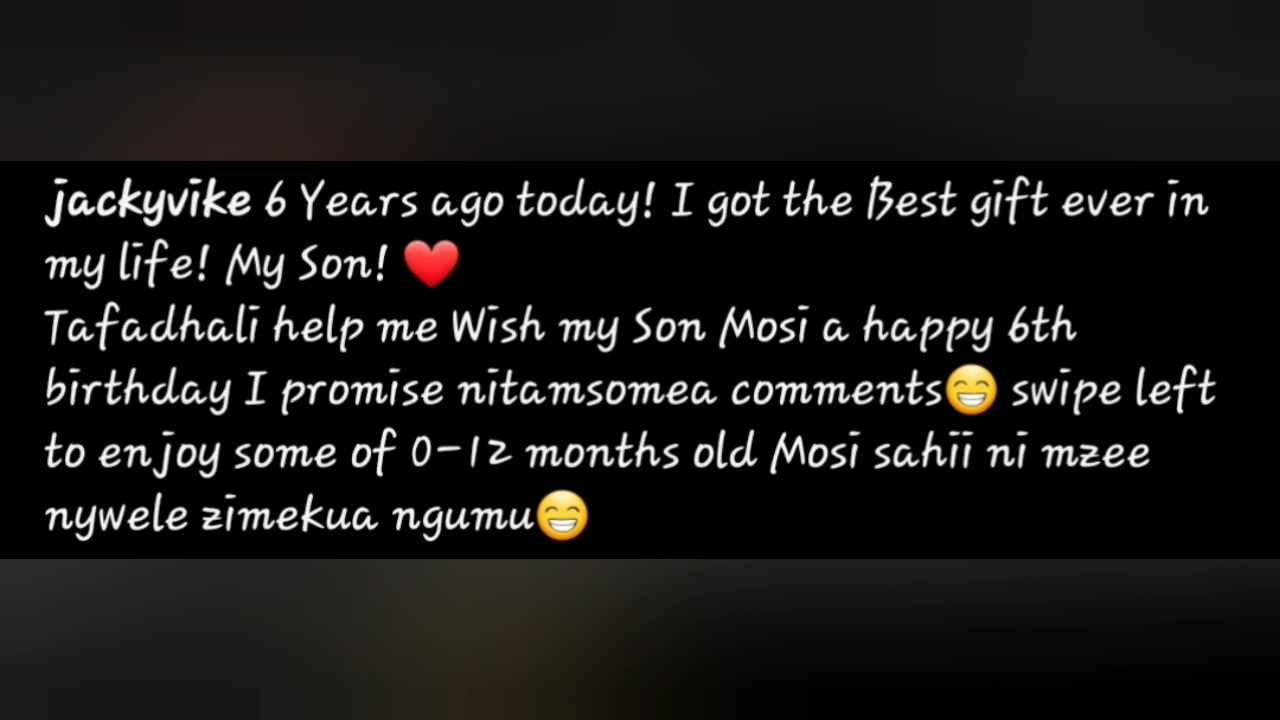 jackyvike 6 Years ago today! I got the Best gift ever in
my life! My Son! ❤️
Tafadhali help me Wish my Son Mosi a happy 6th
birthday I promise nitamsomea comments😁 swipe left
to enjoy some of 0-12 months old Mosi sahii ni mzee
nywele zimekua ngumu😁